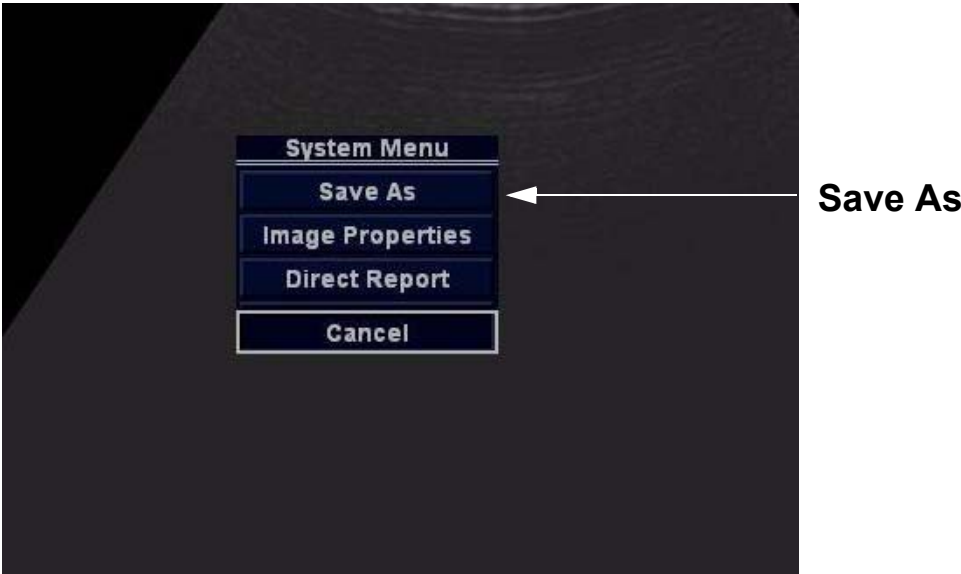 System Menu
Save As
Save As
Image Properties
Direct Report
Cancel